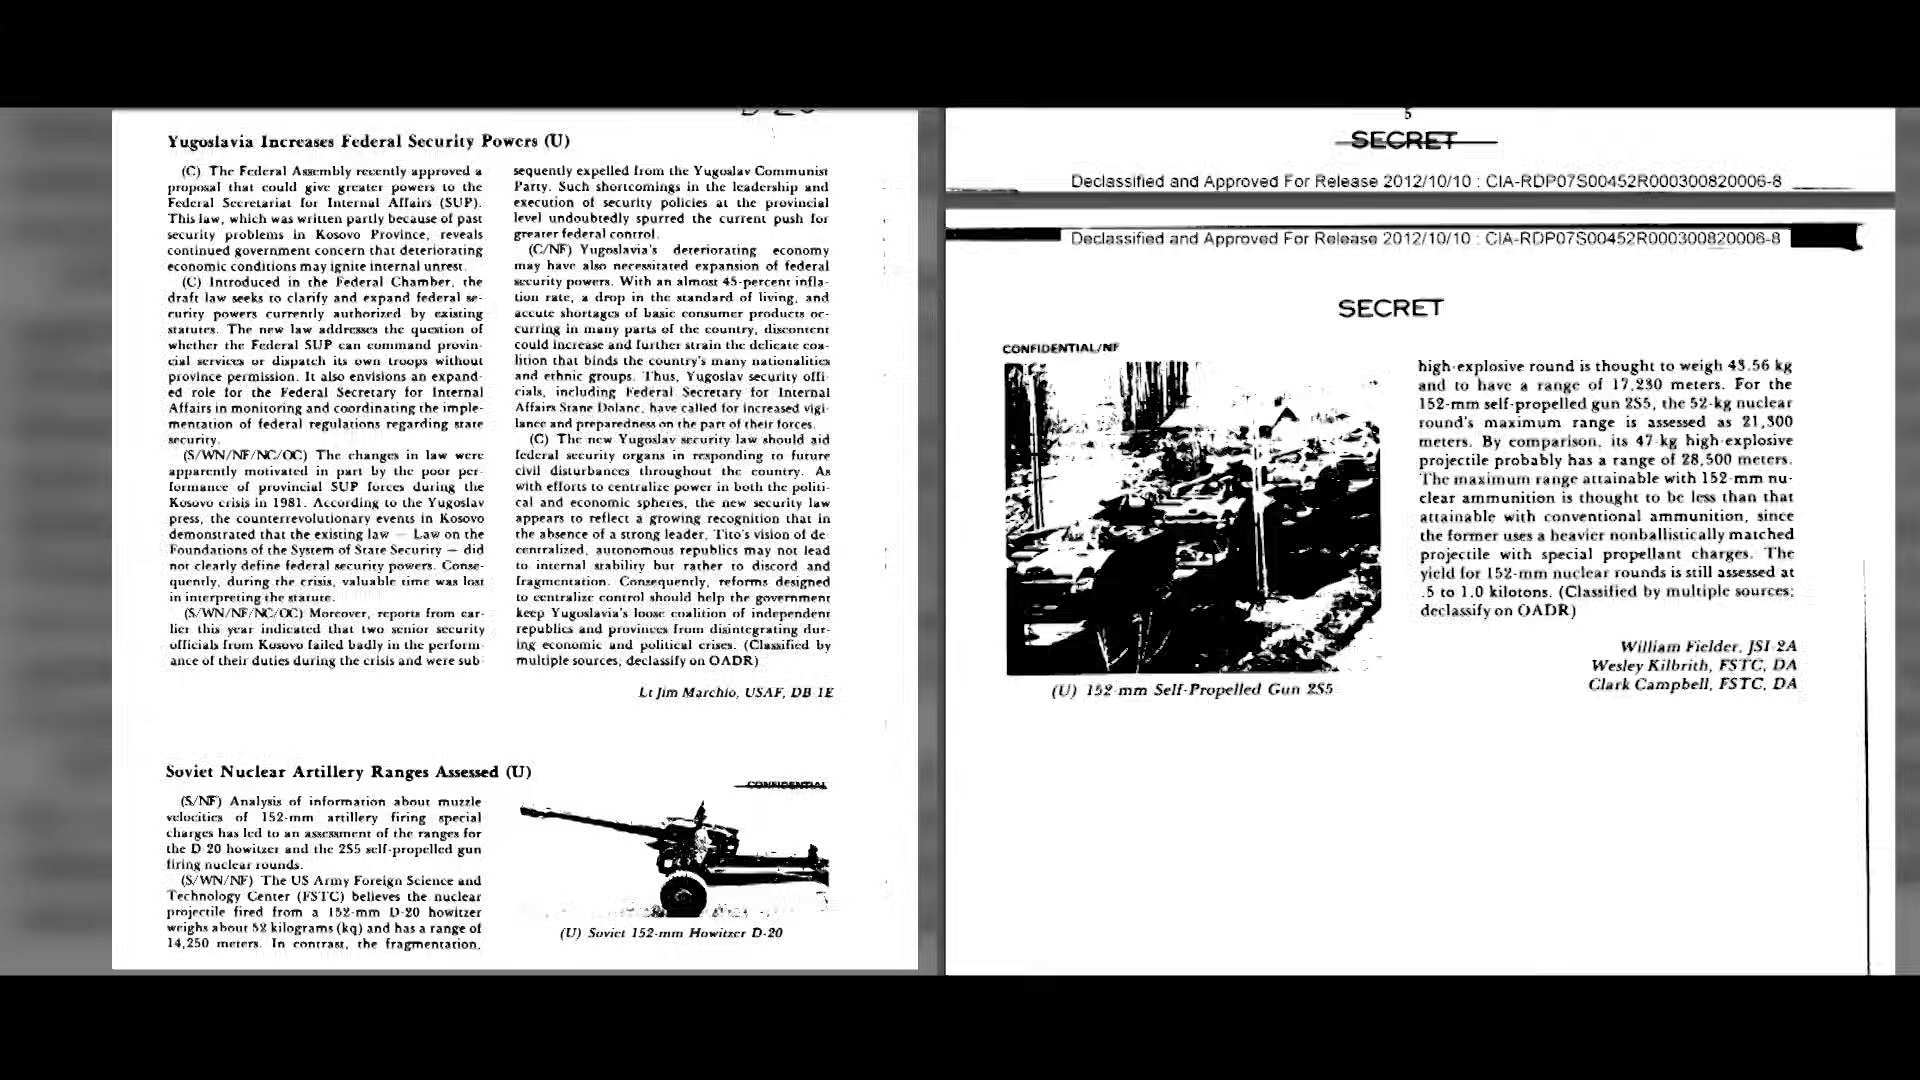 Yugoslavia Increases Federal Security Powers (U)
(C) The Federal Assembly recently approved a
proposal that could give greater powers to the
Federal Secretariat for Internal Affairs (SUP).
This law, which was written partly because of past
security problems in Kosovo Province, reveals
continued government concern that deteriorating
economic conditions may ignite internal unrest.
(C) Introduced in the Federal Chamber, the
draft law seeks to clarify and expand federal se-
curity powers currently authorized by existing
statutes. The new law addresses the question of
whether the Federal SUP can command provin-
cial services or dispatch its own troops without
province permission. It also envisions an expand-
ed role for the Federal Secretary for Internal
Affairs in monitoring and coordinating the imple-
mentation of federal regulations regarding state
security.
(S/WN/NF/NC/OC) The changes in law were
apparently motivated in part by the poor per-
formance of provincial SUP forces during the
Kosovo crisis in 1981. According to the Yugoslav
press, the counterrevolutionary events in Kosovo
demonstrated that the existing law — Law on the
Foundations of the System of State Security — did
not clearly define federal security powers. Conse-
quently, during the crisis, valuable time was lost
in interpreting the statute.
(S/WN/NF/NC/OC) Moreover, reports from ear-
lier this year indicated that two senior security
officials from Kosovo failed badly in the perform-
ance of their duties during the crisis and were sub-
sequently expelled from the Yugoslav Communist
Party. Such shortcomings in the leadership and
execution of security policies at the provincial
level undoubtedly spurred the current push for
greater federal control.
(C/NF) Yugoslavia's deteriorating economy
may have also necessitated expansion of federal
security powers. With an almost 45-percent infla-
tion rate, a drop in the standard of living, and
accute shortages of basic consumer products oc-
curring in many parts of the country, discontent
could increase and further strain the delicate coa-
lition that binds the country's many nationalities
and ethnic groups. Thus, Yugoslav security offi-
cials, including Federal Secretary for Internal
Affairs Stane Dolanc, have called for increased vigi-
lance and preparedness on the part of their forces.
(C) The new Yugoslav security law should aid
federal security organs in responding to future
civil disturbances throughout the country. As
with efforts to centralize power in both the politi-
cal and economic spheres, the new security law
appears to reflect a growing recognition that in
the absence of a strong leader, Tito's vision of de-
centralized, autonomous republics may not lead
to internal stability but rather to discord and
fragmentation. Consequently, reforms designed
to centralize control should help the government
keep Yugoslavia's loose coalition of independent
republics and provinces from disintegrating dur-
ing economic and political crises. (Classified by
multiple sources; declassify on OADR)
Lt Jim Marchio, USAF, DB-1E
Soviet Nuclear Artillery Ranges Assessed (U)
(S/NF) Analysis of information about muzzle
velocities of 152-mm artillery firing special
charges has led to an assessment of the ranges for
the D-20 howitzer and the 2S5 self-propelled gun
firing nuclear rounds.
(S/WN/NF) The US Army Foreign Science and
Technology Center (FSTC) believes the nuclear
projectile fired from a 152-mm D-20 howitzer
weighs about 52 kilograms (kq) and has a range of
14,250 meters. In contrast, the fragmentation,
CONFIDENTIAL
(U) Soviet 152-mm Howitzer D-20
5
SECRET
Declassified and Approved For Release 2012/10/10 : CIA-RDP07S00452R000300820006-8
Declassified and Approved For Release 2012/10/10 : CIA-RDP07S00452R000300820006-8
SECRET
CONFIDENTIAL/NF
(U) 152-mm Self-Propelled Gun 2S5
high-explosive round is thought to weigh 43.56 kg
and to have a range of 17,230 meters. For the
152-mm self-propelled gun 2S5, the 52-kg nuclear
round's maximum range is assessed as 21,300
meters. By comparison, its 47-kg high-explosive
projectile probably has a range of 28,500 meters.
The maximum range attainable with 152-mm nu-
clear ammunition is thought to be less than that
attainable with conventional ammunition, since
the former uses a heavier nonballistically matched
projectile with special propellant charges. The
yield for 152-mm nuclear rounds is still assessed at
.5 to 1.0 kilotons. (Classified by multiple sources;
declassify on OADR)
William Fielder, JSI-2A
Wesley Kilbrith, FSTC, DA
Clark Campbell, FSTC, DA